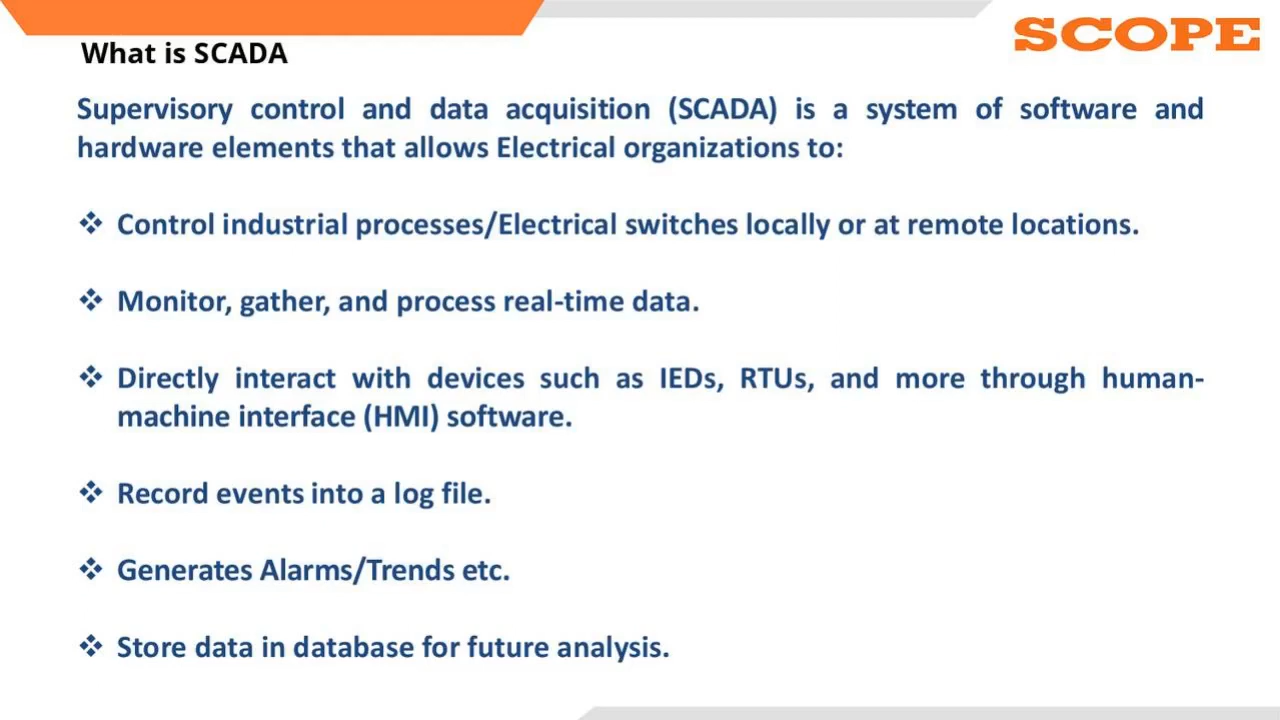 SCOPE
What is SCADA
Supervisory control and data acquisition (SCADA) is a system of software and
hardware elements that allows Electrical organizations to:
❖ Control industrial processes/Electrical switches locally or at remote locations.
❖ Monitor, gather, and process real-time data.
❖ Directly interact with devices such as IEDs, RTUs, and more through human-
machine interface (HMI) software.
❖ Record events into a log file.
❖ Generates Alarms/Trends etc.
❖ Store data in database for future analysis.